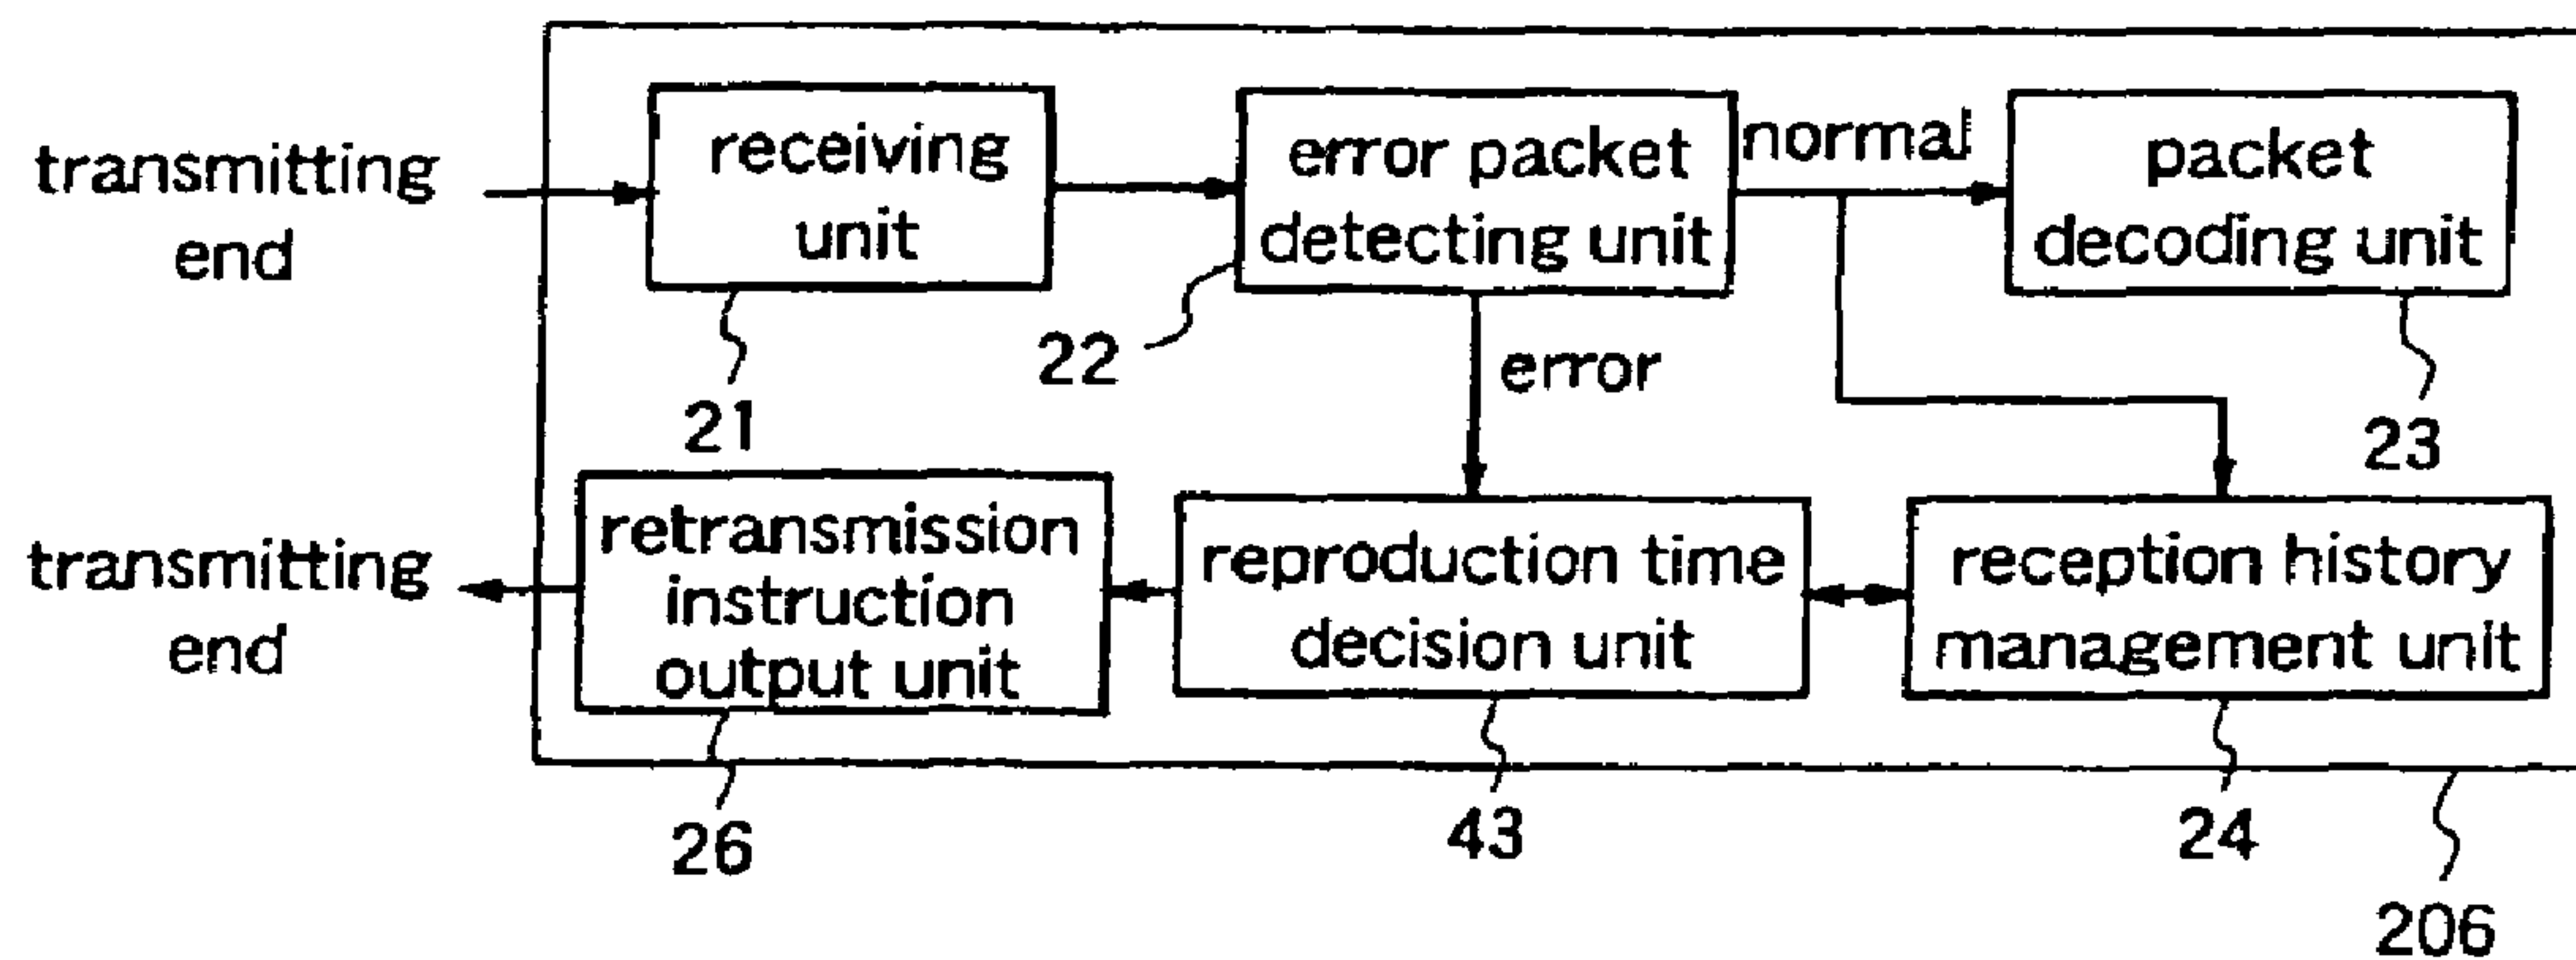 transmitting
end
receiving
unit
error packet
detecting unit
normal
packet
decoding unit
21
22
error
23
transmitting
end
retransmission
instruction
output unit
reproduction time
decision unit
reception history
management unit
26
43
24
206